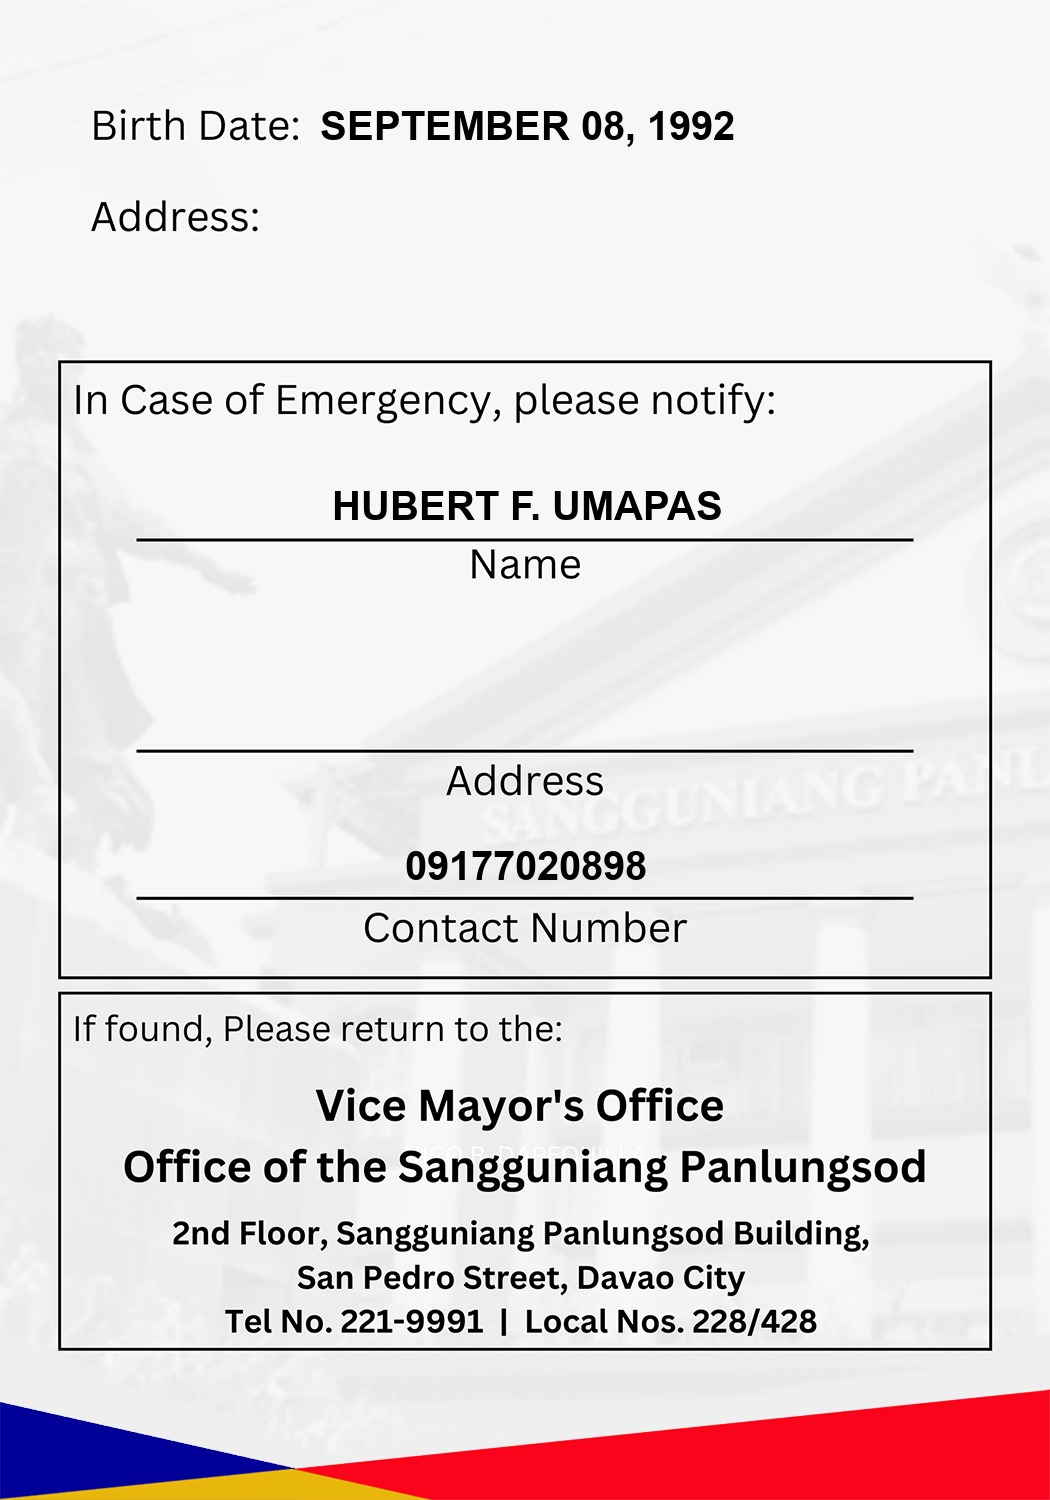 Birth Date: SEPTEMBER 08, 1992
Address:
In Case of Emergency, please notify:
HUBERT F. UMAPAS
Name
Address
SANGGUNIANG PANL
09177020898
Contact Number
If found, Please return to the:
Vice Mayor's Office
Office of the Sangguniang Panlungsod
2nd Floor, Sangguniang Panlungsod Building,
San Pedro Street, Davao City
Tel No. 221-9991 | Local Nos. 228/428